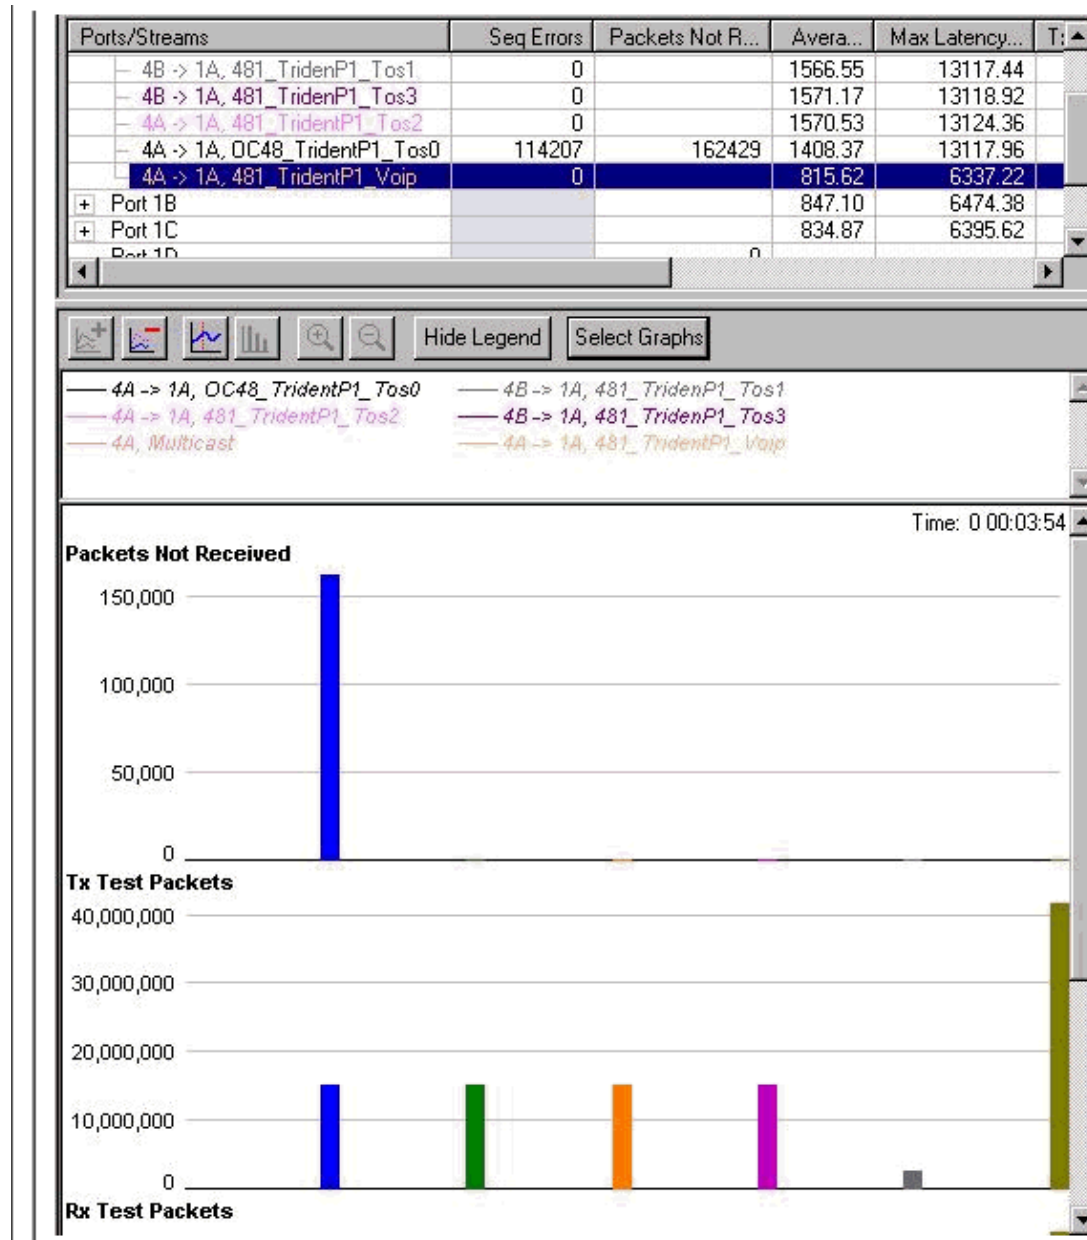 Ports/Streams Seq Errors Packets Not R... Avera... Max Latency...
4B -> 1A, 481_TridenP1_Tos1 0 1566.55 13117.44
4B -> 1A, 481_TridenP1_Tos3 0 1571.17 13118.92
4A -> 1A, 481_TridentP1_Tos2 0 1570.53 13124.36
4A -> 1A, OC48_TridentP1_Tos0 114207 162429 1408.37 13117.96
4A -> 1A, 481_TridentP1_Voip 0 815.62 6337.22
+ Port 1B 847.10 6474.38
+ Port 1C 834.87 6395.62
Port 1D 0
Hide Legend Select Graphs
4A -> 1A, OC48_TridentP1_Tos0 4B -> 1A, 481_TridenP1_Tos1
4A -> 1A, 481_TridentP1_Tos2 4B -> 1A, 481_TridenP1_Tos3
4A, Multicast 4A -> 1A, 481_TridentP1_Voip
Time: 0 00:03:54
Packets Not Received
150,000
100,000
50,000
0
Tx Test Packets
40,000,000
30,000,000
20,000,000
10,000,000
0
Rx Test Packets